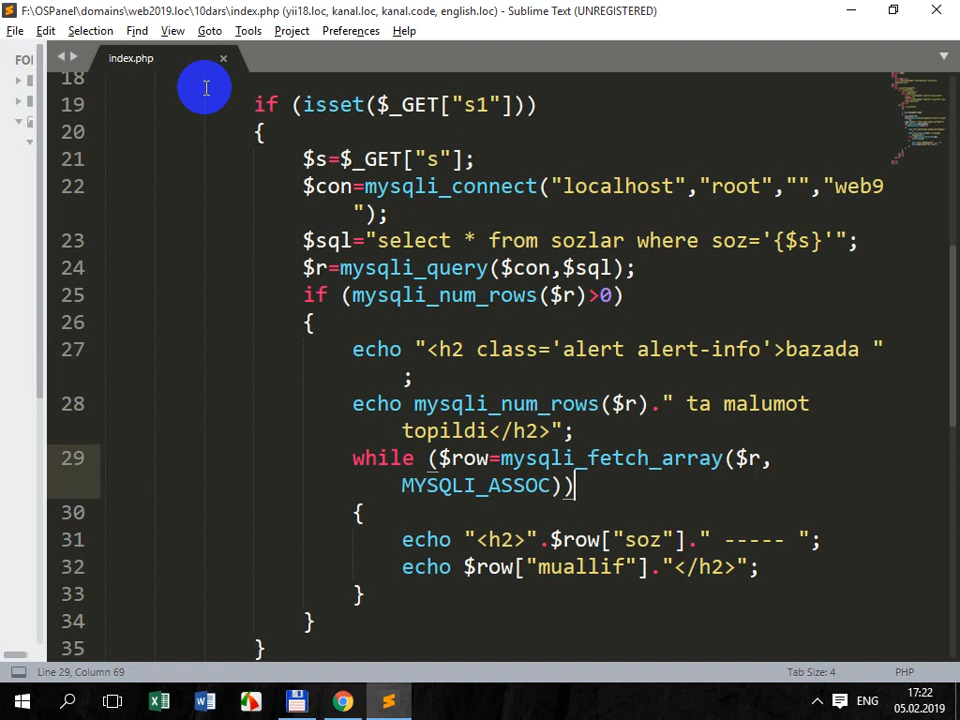 F:\OSPanel\domains\web2019.loc\10dars\index.php (yii18.loc, kanal.loc, kanal.code, english.loc) - Sublime Text (UNREGISTERED)
File Edit Selection Find View Goto Tools Project Preferences Help
FOI
index.php
18
19 if (isset($_GET["s1"]))
20 {
21 $s=$_GET["s"];
22 $con=mysqli_connect("localhost","root","","web9
");
23 $sql="select * from sozlar where soz='{$s}'";
24 $r=mysqli_query($con,$sql);
25 if (mysqli_num_rows($r)>0)
26 {
27 echo "<h2 class='alert alert-info'>bazada "
;
28 echo mysqli_num_rows($r)." ta malumot
topildi</h2>";
29 while ($row=mysqli_fetch_array($r,
MYSQLI_ASSOC))
30 {
31 echo "<h2>".$row["soz"]." ----- ";
32 echo $row["muallif"]."</h2>";
33 }
34 }
35 }
Line 29, Column 69 Tab Size: 4 PHP
ENG
17:22
05.02.2019